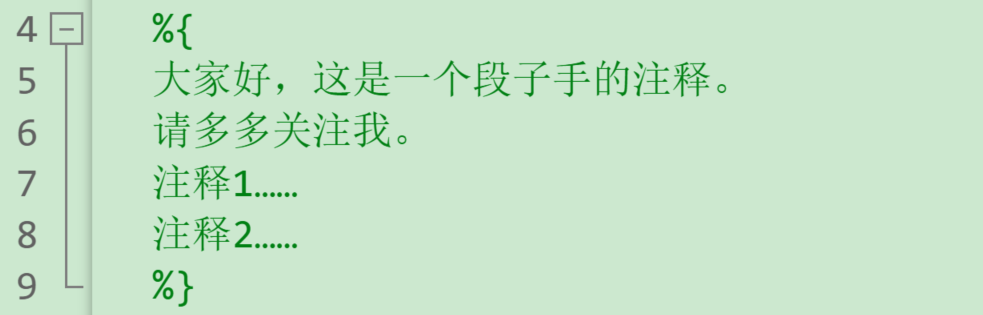 4 %{
5 大家好，这是一个段子手的注释。
6 请多多关注我。
7 注释1……
8 注释2……
9 %}